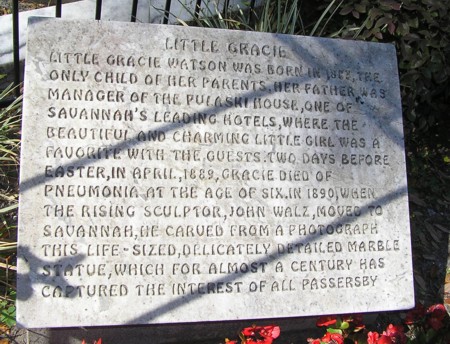 LITTLE GRACIE
LITTLE GRACIE WATSON WAS BORN IN 1883, THE
ONLY CHILD OF HER PARENTS. HER FATHER WAS
MANAGER OF THE PULASKI HOUSE, ONE OF
SAVANNAH'S LEADING HOTELS, WHERE THE
BEAUTIFUL AND CHARMING LITTLE GIRL WAS A
FAVORITE WITH THE GUESTS. TWO DAYS BEFORE
EASTER, IN APRIL, 1889, GRACIE DIED OF
PNEUMONIA AT THE AGE OF SIX. IN 1890, WHEN
THE RISING SCULPTOR, JOHN WALZ, MOVED TO
SAVANNAH, HE CARVED FROM A PHOTOGRAPH
THIS LIFE-SIZED, DELICATELY DETAILED MARBLE
STATUE, WHICH FOR ALMOST A CENTURY HAS
CAPTURED THE INTEREST OF ALL PASSERSBY